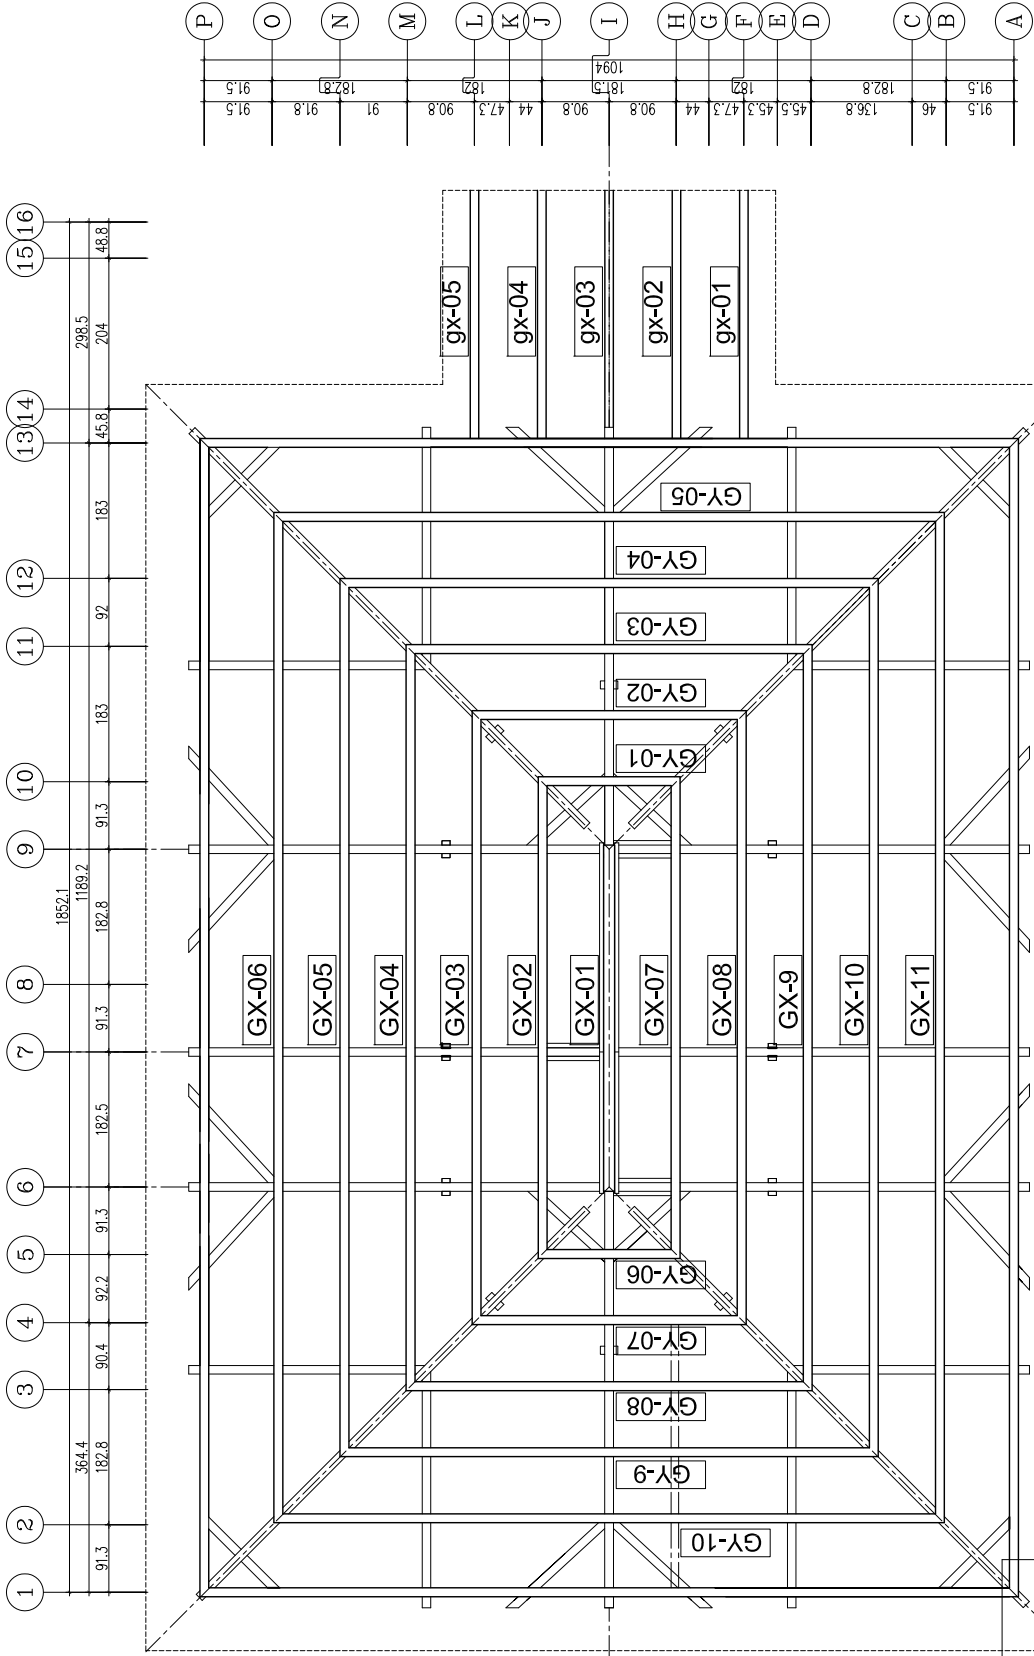 P
O
N
M
L
K
J
I
H
G
F
E
D
C
B
A
1094
91.5
182.8
182
181.5
182
182.8
91.5
91.5
91.8
91
90.8
47.3
44
90.8
90.8
44
47.3
45.3
45.5
136.8
46
91.5
16
15
14
13
12
11
10
9
8
7
6
5
4
3
2
1
1852.1
298.5
1189.2
364.4
48.8
204
45.8
183
92
183
91.3
182.8
91.3
182.5
91.3
92.2
90.4
182.8
91.3
gx-05
gx-04
gx-03
gx-02
gx-01
GY-05
GY-04
GY-03
GY-02
GY-01
GX-06
GX-05
GX-04
GX-03
GX-02
GX-01
GX-07
GX-08
GX-9
GX-10
GX-11
GY-06
GY-07
GY-08
GY-9
GY-10